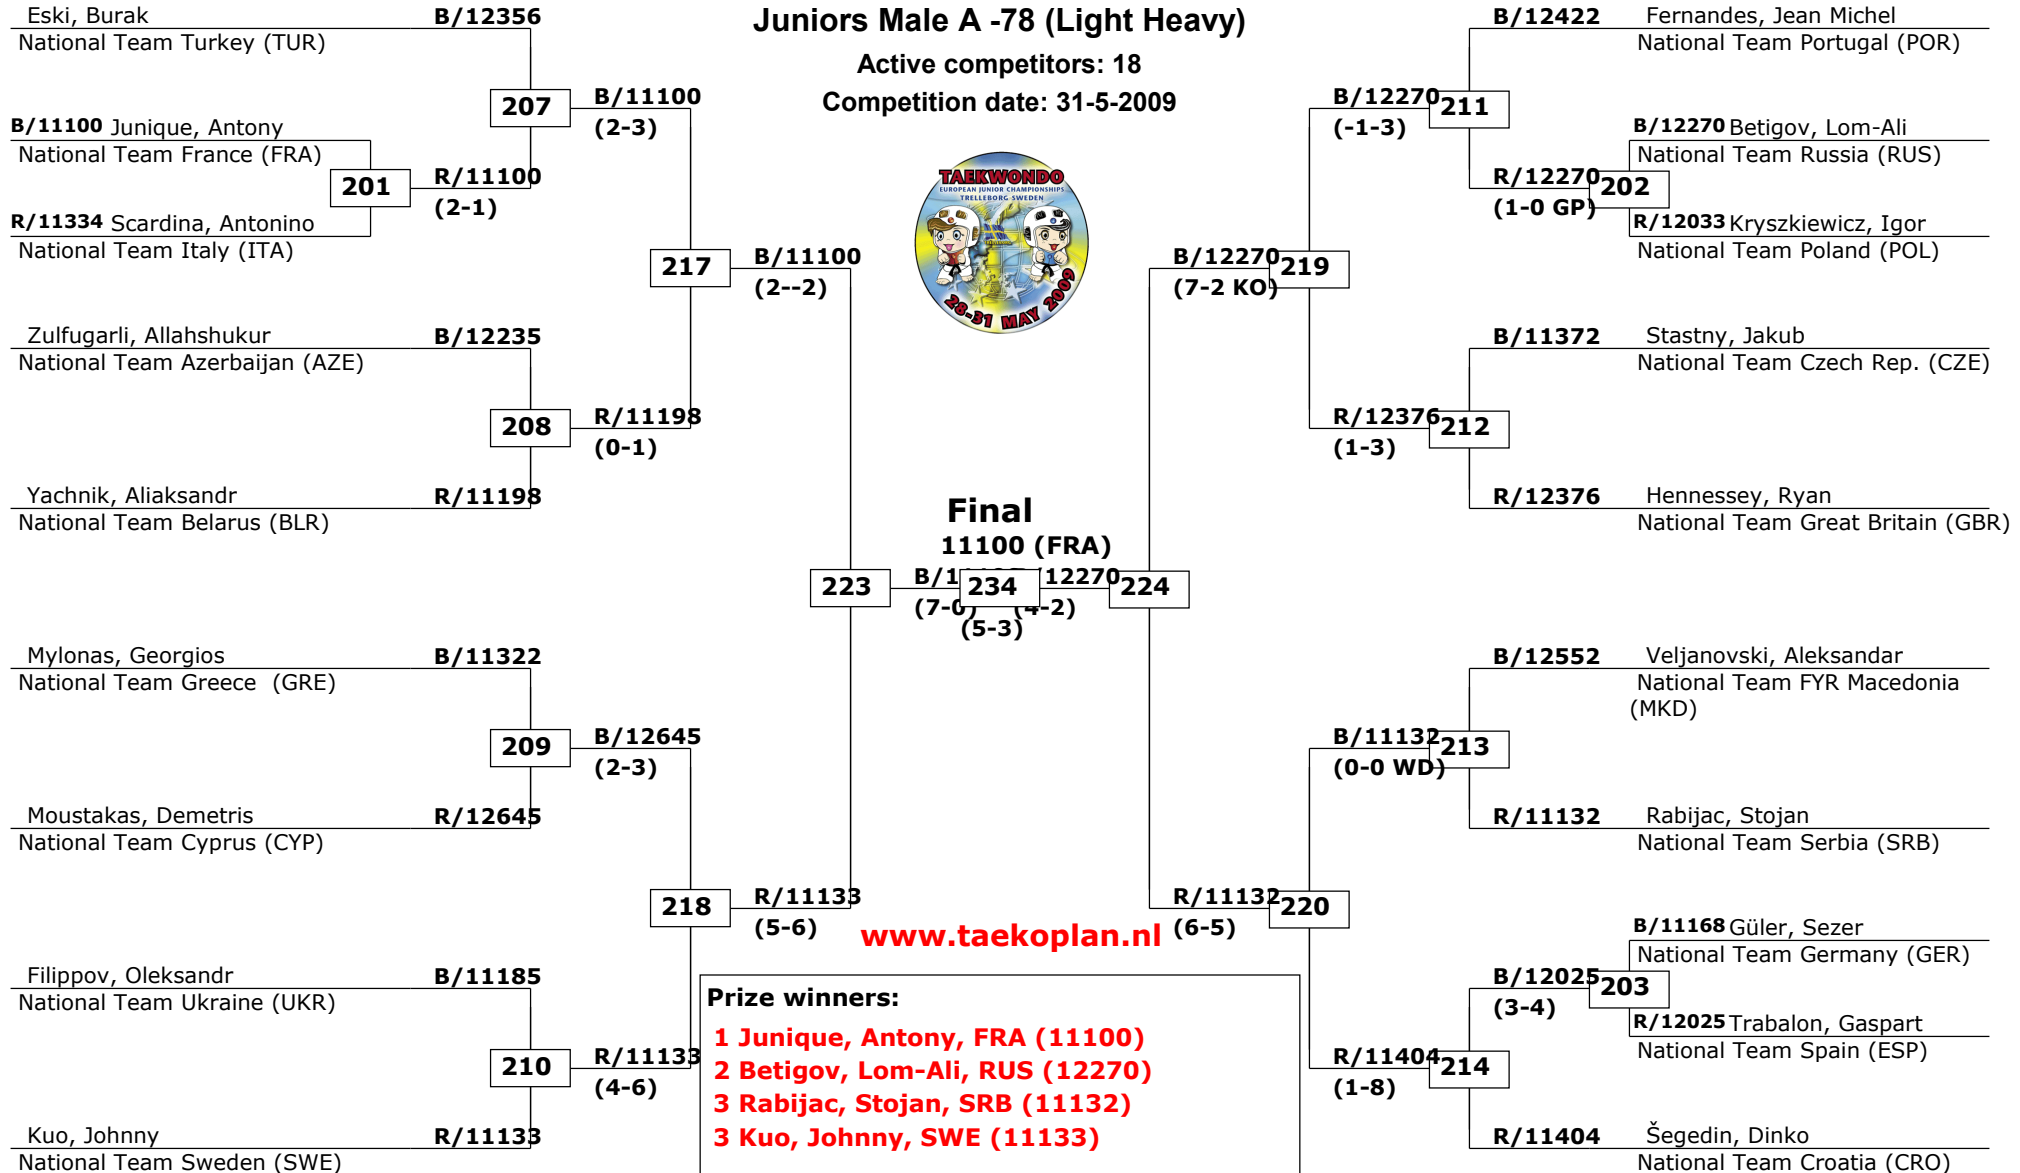 Juniors Male A -78 (Light Heavy)
Active competitors: 18
Competition date: 31-5-2009
TAEKWONDO
EUROPEAN JUNIOR CHAMPIONSHIPS
TRELLEBORG SWEDEN
28-31 MAY 2009
Eski, Burak B/12356
National Team Turkey (TUR)
207 B/11100
(2-3)
B/11100 Junique, Antony
National Team France (FRA)
201 R/11100
(2-1)
R/11334 Scardina, Antonino
National Team Italy (ITA)
217 B/11100
(2--2)
Zulfugarli, Allahshukur B/12235
National Team Azerbaijan (AZE)
208 R/11198
(0-1)
Yachnik, Aliaksandr R/11198
National Team Belarus (BLR)
223
(7-0)
Mylonas, Georgios B/11322
National Team Greece (GRE)
209 B/12645
(2-3)
Moustakas, Demetris R/12645
National Team Cyprus (CYP)
218 R/11133
(5-6)
Filippov, Oleksandr B/11185
National Team Ukraine (UKR)
210 R/11133
(4-6)
Kuo, Johnny R/11133
National Team Sweden (SWE)
Final
11100 (FRA)
234
(5-3)
B/12422 Fernandes, Jean Michel
National Team Portugal (POR)
B/12270 211
(-1-3)
B/12270 Betigov, Lom-Ali
National Team Russia (RUS)
R/12270 202
(1-0 GP)
R/12033 Kryszkiewicz, Igor
National Team Poland (POL)
B/12270 219
(7-2 KO)
B/11372 Stastny, Jakub
National Team Czech Rep. (CZE)
R/12376 212
(1-3)
R/12376 Hennessey, Ryan
National Team Great Britain (GBR)
12270 224
(4-2)
B/12552 Veljanovski, Aleksandar
National Team FYR Macedonia
(MKD)
B/11132 213
(0-0 WD)
R/11132 Rabijac, Stojan
National Team Serbia (SRB)
R/11132 220
(6-5)
B/11168 Güler, Sezer
National Team Germany (GER)
B/12025 203
(3-4)
R/12025 Trabalon, Gaspart
National Team Spain (ESP)
R/11404 214
(1-8)
R/11404 Šegedin, Dinko
National Team Croatia (CRO)
www.taekoplan.nl
Prize winners:
1 Junique, Antony, FRA (11100)
2 Betigov, Lom-Ali, RUS (12270)
3 Rabijac, Stojan, SRB (11132)
3 Kuo, Johnny, SWE (11133)